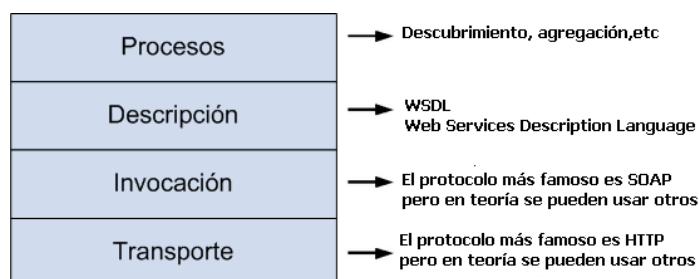 Procesos
Descubrimiento, agregación,etc
Descripción
WSDL
Web Services Description Language
Invocación
El protocolo más famoso es SOAP
pero en teoría se pueden usar otros
Transporte
El protocolo más famoso es HTTP
pero en teoría se pueden usar otros